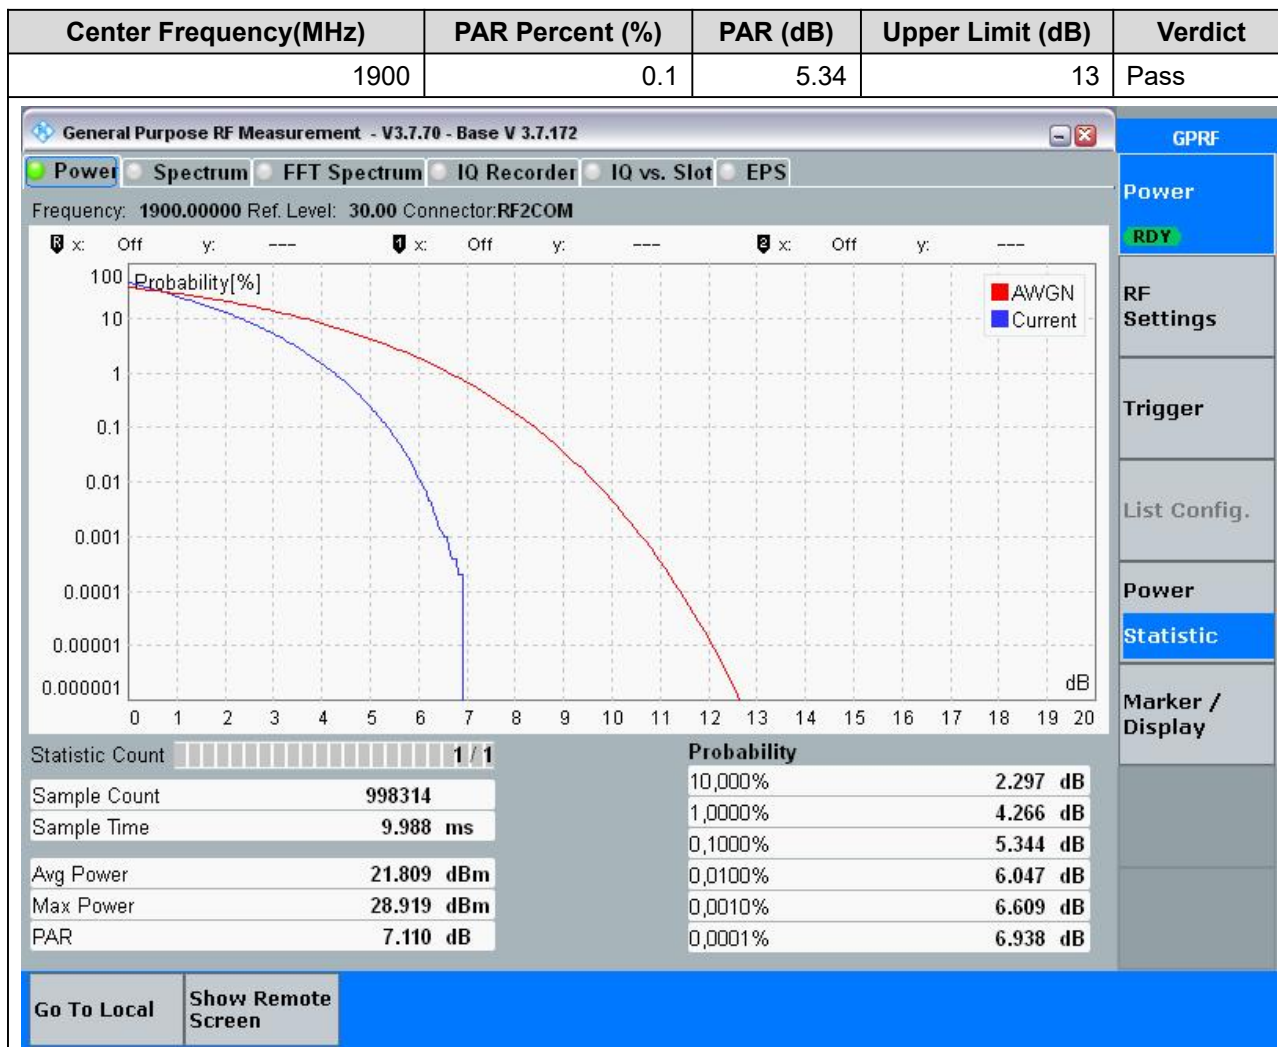 Center Frequency(MHz) PAR Percent (%) PAR (dB) Upper Limit (dB) Verdict
1900 0.1 5.34 13 Pass
General Purpose RF Measurement - V3.7.70 - Base V 3.7.172
GPRF
Power Spectrum FFT Spectrum IQ Recorder IQ vs. Slot EPS
Power
RDY
Frequency: 1900.00000 Ref. Level: 30.00 Connector:RF2COM
R x: Off y: --- 1 x: Off y: --- 2 x: Off y: ---
Probability[%]
AWGN
Current
100
10
1
0.1
0.01
0.001
0.0001
0.00001
0.000001
dB
0 1 2 3 4 5 6 7 8 9 10 11 12 13 14 15 16 17 18 19 20
RF
Settings
Trigger
List Config.
Power
Statistic
Marker /
Display
Statistic Count 1 / 1
Sample Count 998314
Sample Time 9.988 ms
Avg Power 21.809 dBm
Max Power 28.919 dBm
PAR 7.110 dB
Probability
10,000% 2.297 dB
1,0000% 4.266 dB
0,1000% 5.344 dB
0,0100% 6.047 dB
0,0010% 6.609 dB
0,0001% 6.938 dB
Go To Local
Show Remote
Screen